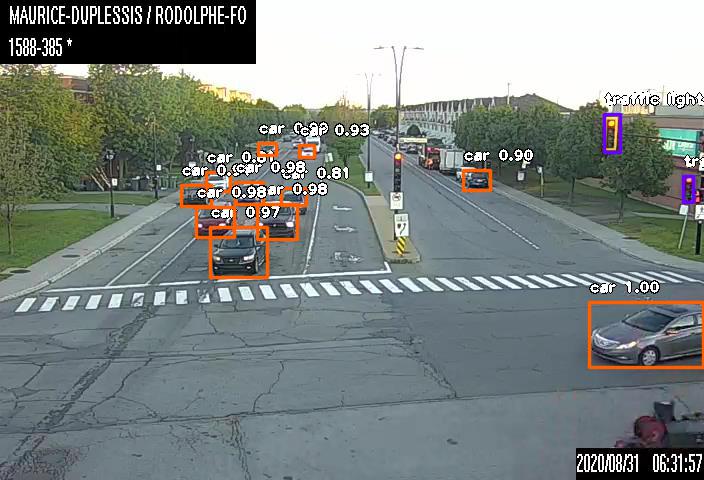 MAURICE-DUPLESSIS / RODOLPHE-FO
1588-385 *
traffic light
car 0.93
car 0.90
car 0.98
car 0.81
car 0.98
car 0.98
car 0.97
car 1.00
2020/08/31 06:31:57